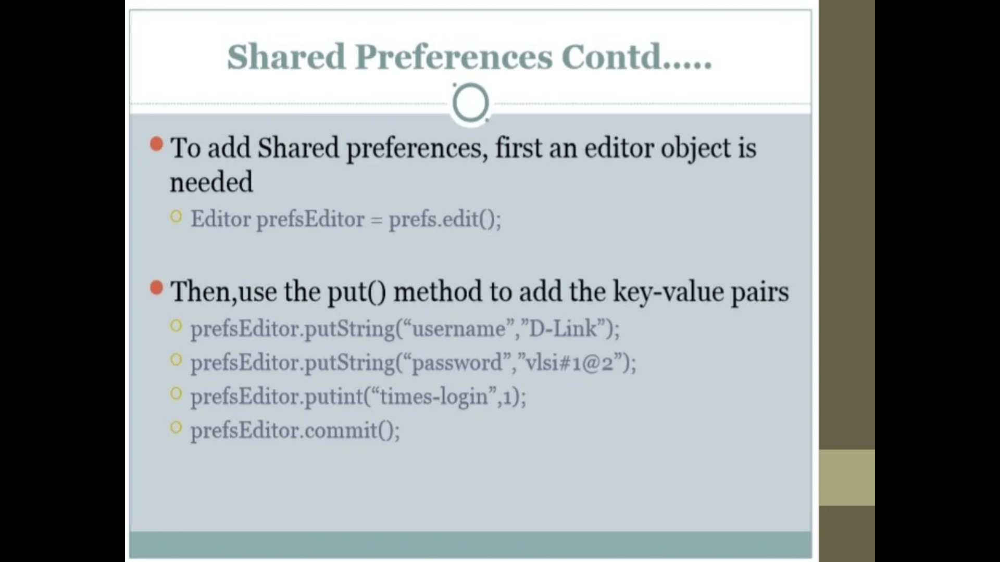 Shared Preferences Contd.....
To add Shared preferences, first an editor object is
needed
Editor prefsEditor = prefs.edit();
Then,use the put() method to add the key-value pairs
prefsEditor.putString(“username”,”D-Link”);
prefsEditor.putString(“password”,”vlsi#1@2”);
prefsEditor.putint(“times-login”,1);
prefsEditor.commit();